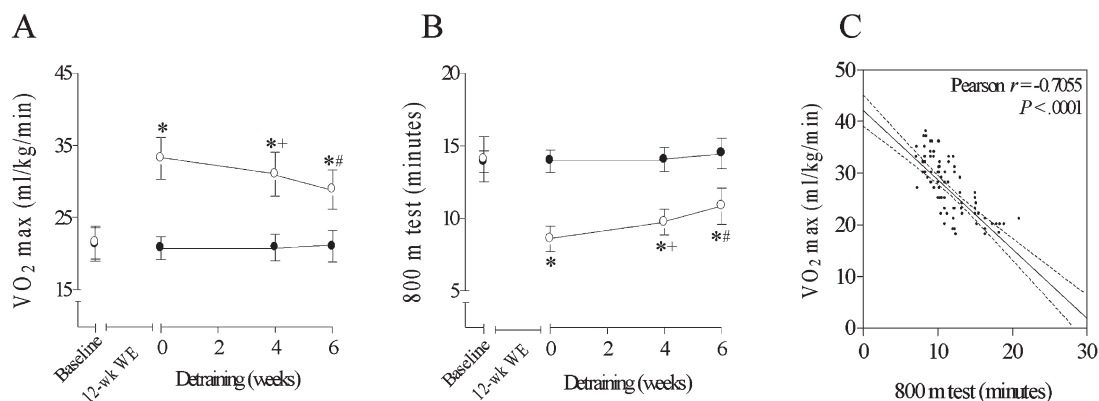 A
VO2 max (ml/kg/min)
45
35
25
15
*
*+
*#
Baseline
12-wk WE
0
2
4
6
Detraining (weeks)
B
800 m test (minutes)
20
15
10
5
*
*+
*#
Baseline
12-wk WE
0
2
4
6
Detraining (weeks)
C
VO2 max (ml/kg/min)
50
40
30
20
10
0
Pearson r = -0.7055
P < .0001
0
10
20
30
800 m test (minutes)